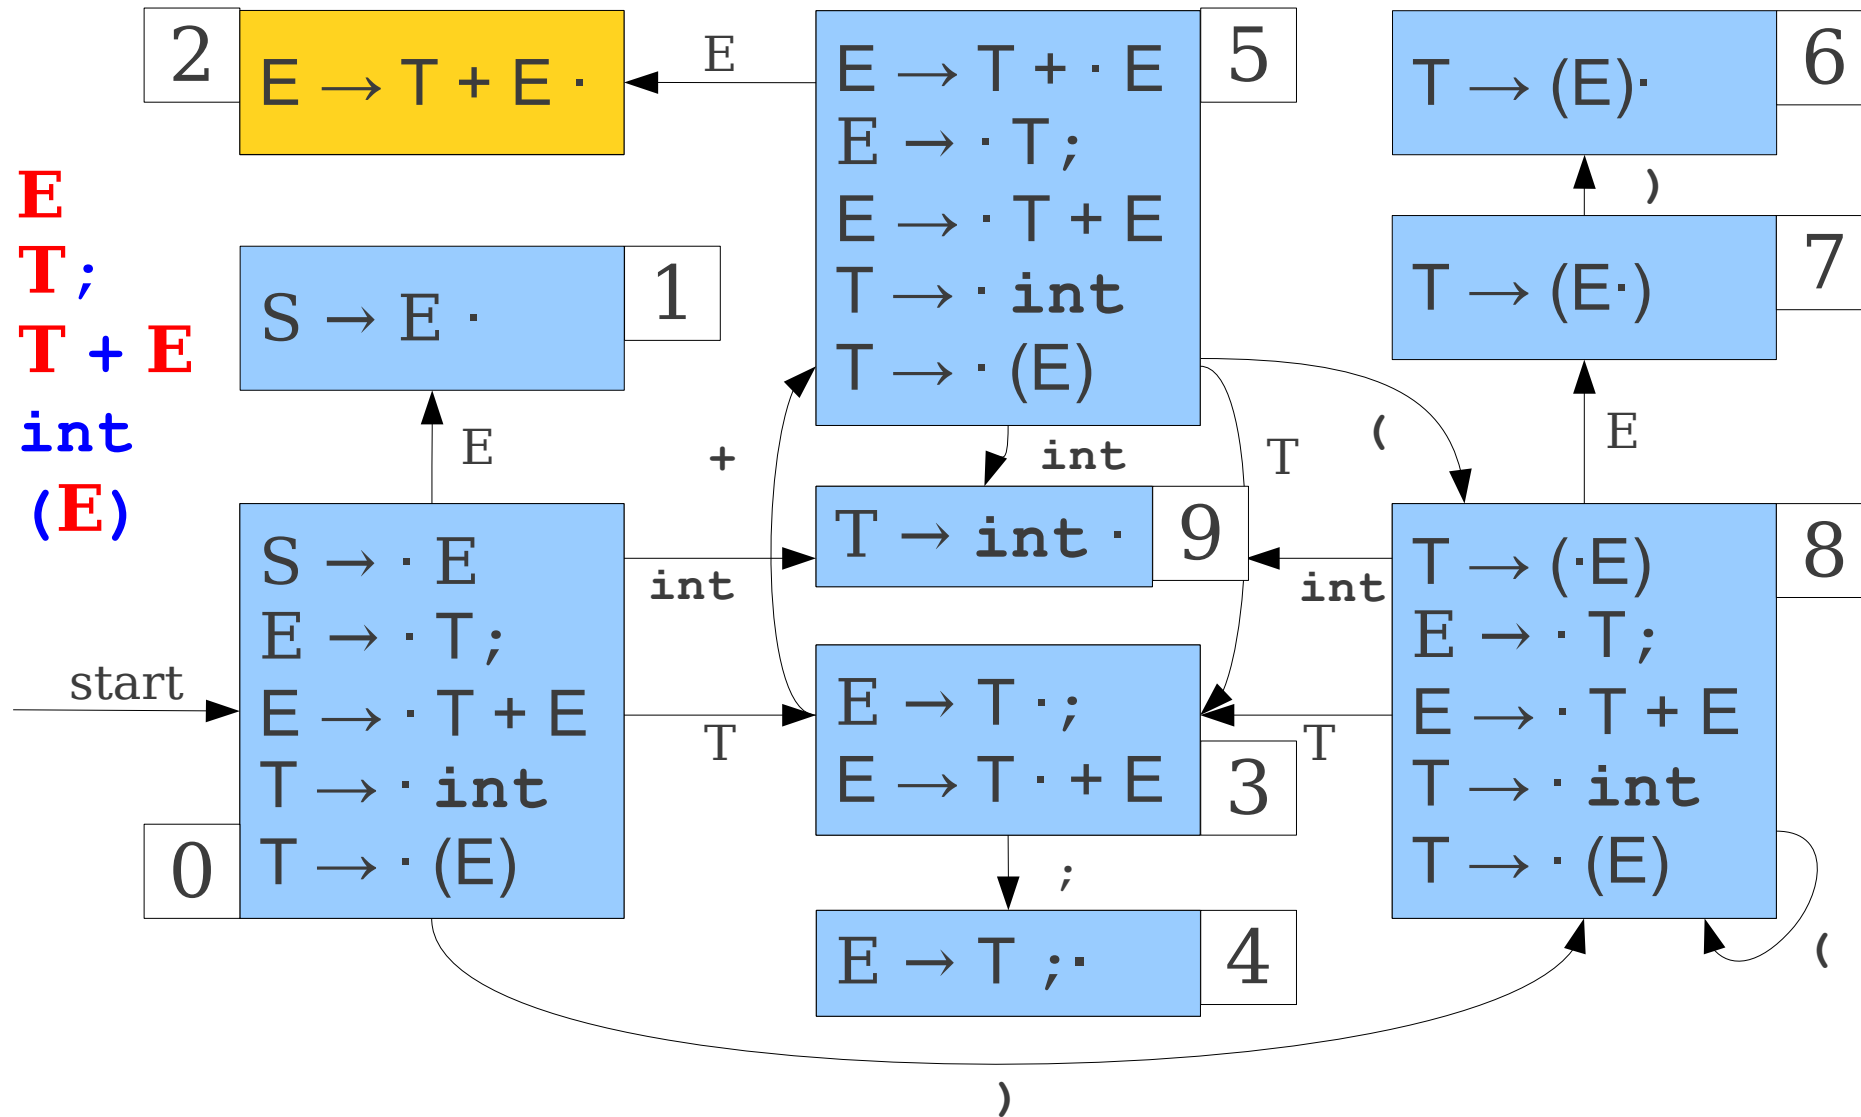 E
T ;
T + E
int
(E)
2
E → T + E ·
E
5
E → T + · E
E → · T ;
E → · T + E
T → · int
T → · (E)
6
T → (E)·
)
7
T → (E·)
1
S → E ·
E
+
int
T
(
E
start
0
S → · E
E → · T ;
E → · T + E
T → · int
T → · (E)
int
T
9
T → int ·
int
T
3
E → T · ;
E → T · + E
;
4
E → T ; ·
8
T → (·E)
E → · T ;
E → · T + E
T → · int
T → · (E)
(
)